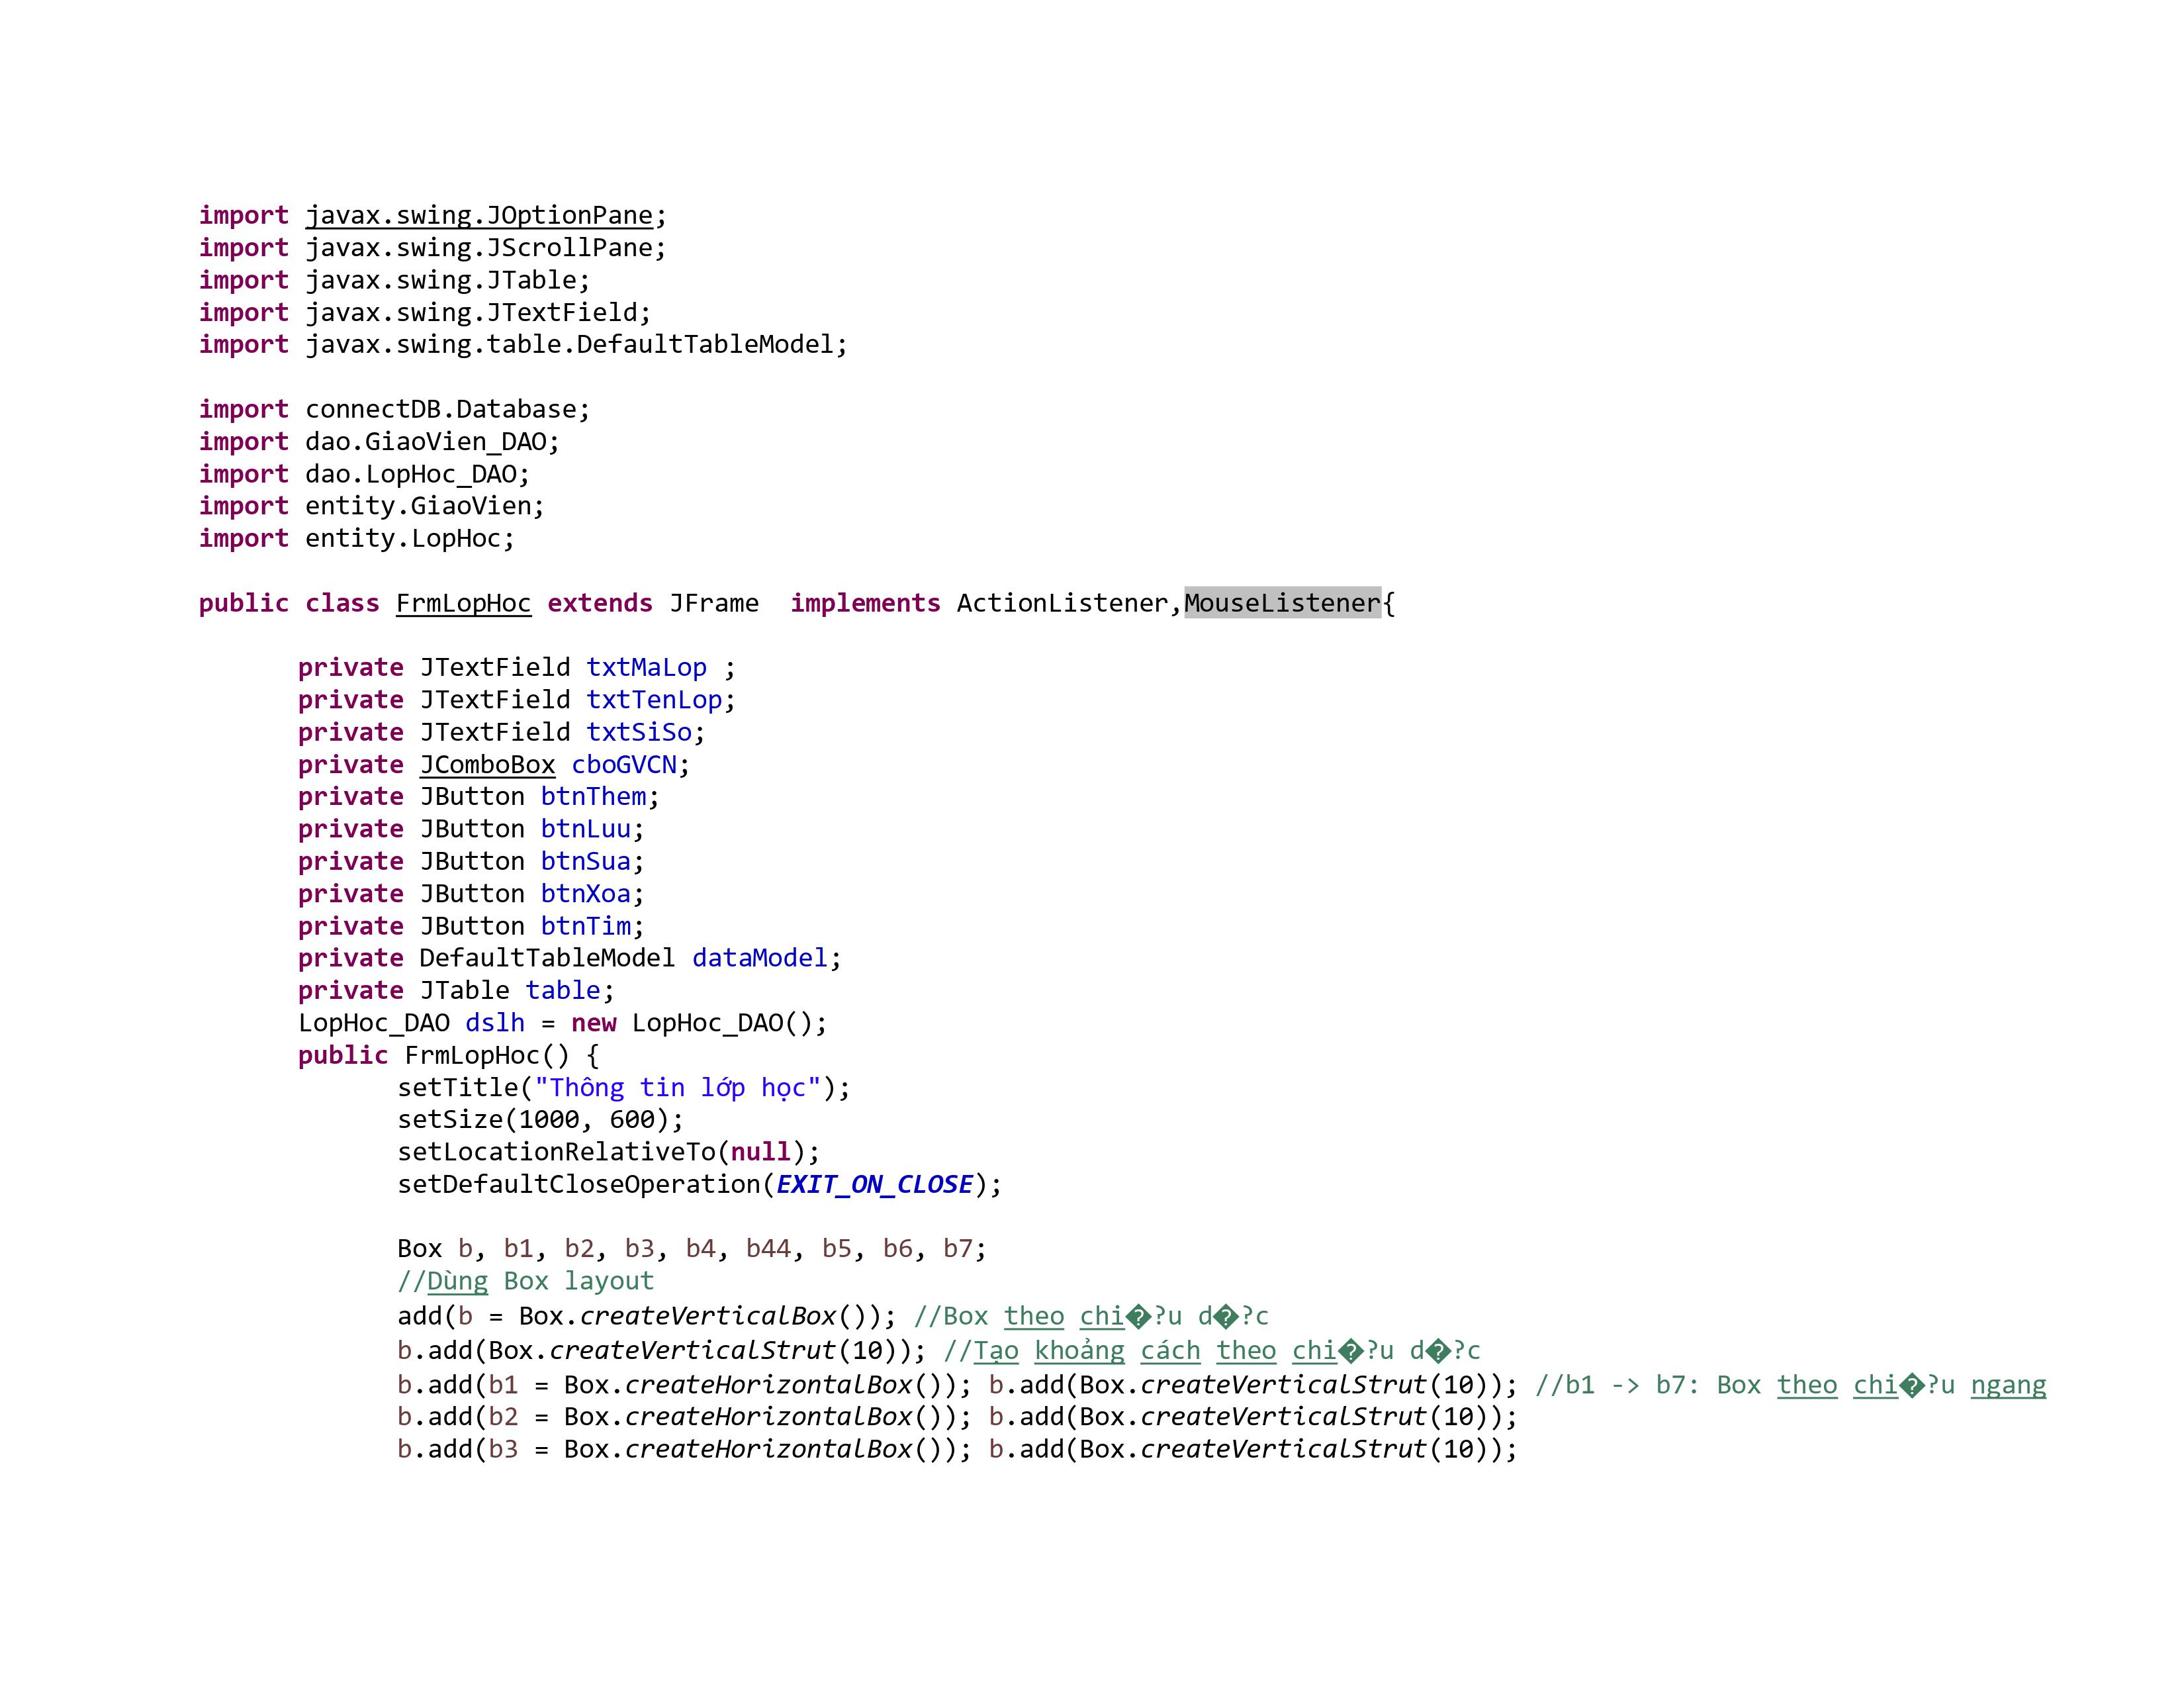 import javax.swing.JOptionPane;
import javax.swing.JScrollPane;
import javax.swing.JTable;
import javax.swing.JTextField;
import javax.swing.table.DefaultTableModel;
import connectDB.Database;
import dao.GiaoVien_DAO;
import dao.LopHoc_DAO;
import entity.GiaoVien;
import entity.LopHoc;
public class FrmLopHoc extends JFrame  implements ActionListener,MouseListener{
private JTextField txtMaLop ;
private JTextField txtTenLop;
private JTextField txtSiSo;
private JComboBox cboGVCN;
private JButton btnThem;
private JButton btnLuu;
private JButton btnSua;
private JButton btnXoa;
private JButton btnTim;
private DefaultTableModel dataModel;
private JTable table;
LopHoc_DAO dslh = new LopHoc_DAO();
public FrmLopHoc() {
setTitle("Thông tin lớp học");
setSize(1000, 600);
setLocationRelativeTo(null);
setDefaultCloseOperation(EXIT_ON_CLOSE);
Box b, b1, b2, b3, b4, b44, b5, b6, b7;
//Dùng Box layout
add(b = Box.createVerticalBox()); //Box theo chi�?u d�?c
b.add(Box.createVerticalStrut(10)); //Tạo khoảng cách theo chi�?u d�?c
b.add(b1 = Box.createHorizontalBox()); b.add(Box.createVerticalStrut(10)); //b1 -> b7: Box theo chi�?u ngang
b.add(b2 = Box.createHorizontalBox()); b.add(Box.createVerticalStrut(10));
b.add(b3 = Box.createHorizontalBox()); b.add(Box.createVerticalStrut(10));